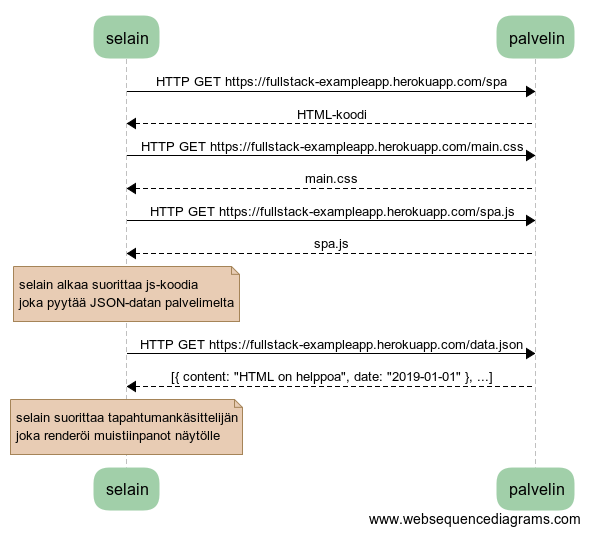 selain palvelin
HTTP GET https://fullstack-exampleapp.herokuapp.com/spa
HTML-koodi
HTTP GET https://fullstack-exampleapp.herokuapp.com/main.css
main.css
HTTP GET https://fullstack-exampleapp.herokuapp.com/spa.js
spa.js
selain alkaa suorittaa js-koodia
joka pyytää JSON-datan palvelimelta
HTTP GET https://fullstack-exampleapp.herokuapp.com/data.json
[{ content: "HTML on helppoa", date: "2019-01-01" }, ...]
selain suorittaa tapahtumankäsittelijän
joka renderöi muistiinpanot näytölle
selain palvelin
www.websequencediagrams.com